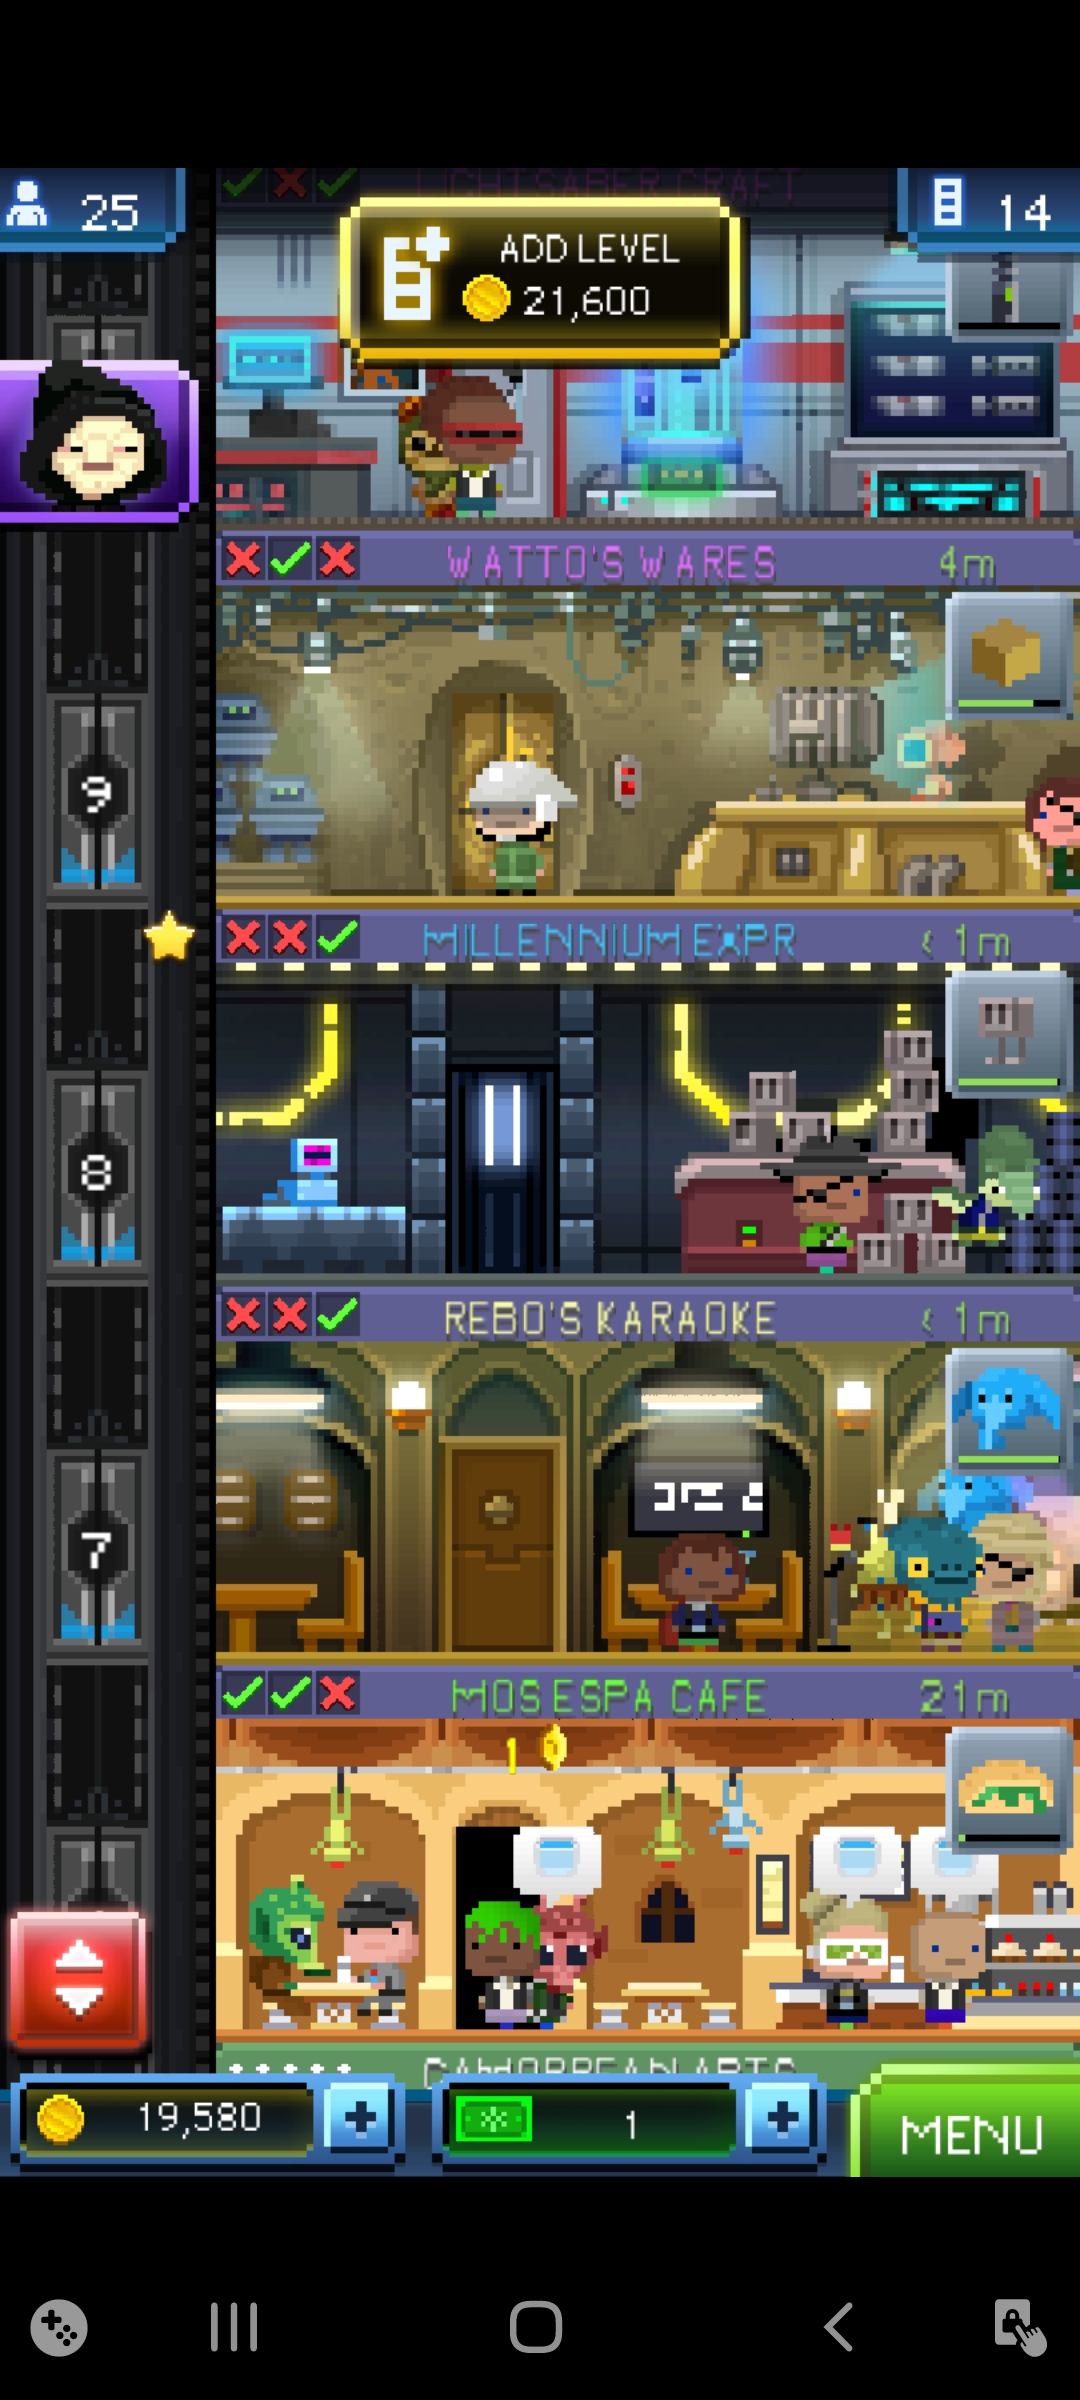 LIGHTSABER CRAFT
25
14
ADD LEVEL
21,600
WATTO'S WARES 4m
9
MILLENNIUM EXPR < 1m
8
REBO'S KARAOKE < 1m
7
MOS ESPA CAFE 21m
1
19,580
1
MENU